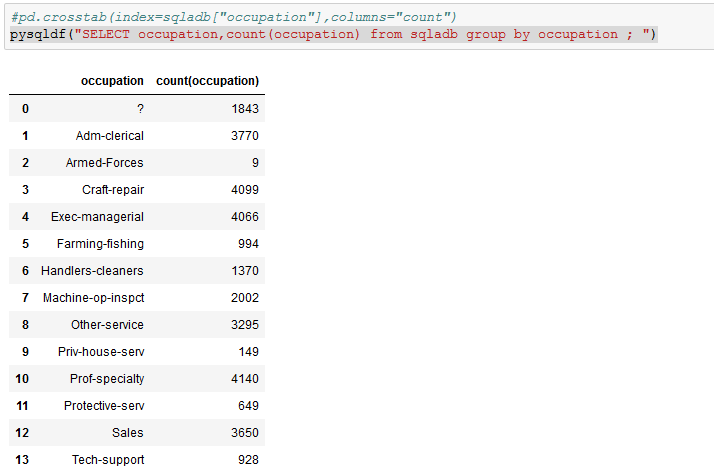 #pd.crosstab(index=sqladb["occupation"],columns="count")
pysqldf("SELECT occupation,count(occupation) from sqladb group by occupation ; ")
occupation count(occupation)
0 ? 1843
1 Adm-clerical 3770
2 Armed-Forces 9
3 Craft-repair 4099
4 Exec-managerial 4066
5 Farming-fishing 994
6 Handlers-cleaners 1370
7 Machine-op-inspct 2002
8 Other-service 3295
9 Priv-house-serv 149
10 Prof-specialty 4140
11 Protective-serv 649
12 Sales 3650
13 Tech-support 928